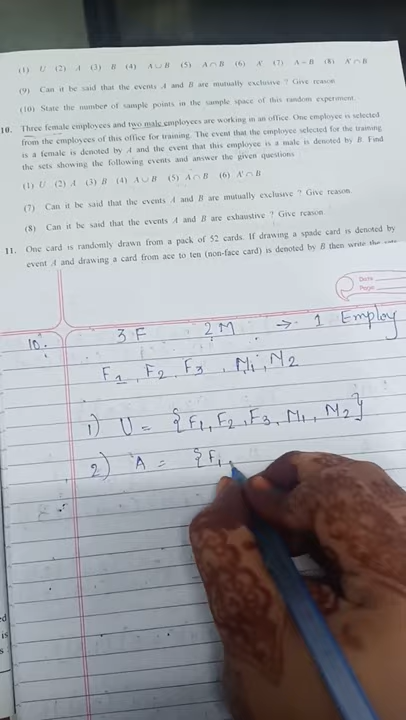 (1) U (2) A (3) B (4) A∪B (5) A∩B (6) A′ (7) A−B (8) A′∩B
(9) Can it be said that the events A and B are mutually exclusive ? Give reason.
(10) State the number of sample points in the sample space of this random experiment.
10. Three female employees and two male employees are working in an office. One employee is selected
from the employees of this office for training. The event that the employee selected for the training
is a female is denoted by A and the event that this employee is a male is denoted by B. Find
the sets showing the following events and answer the given questions
(1) U (2) A (3) B (4) A∪B (5) A∩B (6) A′∩B
(7) Can it be said that the events A and B are mutually exclusive ? Give reason.
(8) Can it be said that the events A and B are exhaustive ? Give reason
11. One card is randomly drawn from a pack of 52 cards. If drawing a spade card is denoted by
event A and drawing a card from ace to ten (non-face card) is denoted by B then write the
Date
Page
10. 3F 2M → 1 Employ
F1, F2, F3, M1, M2
1) U = {F1, F2, F3, M1, M2}
2) A = {F1,
ed
is
s